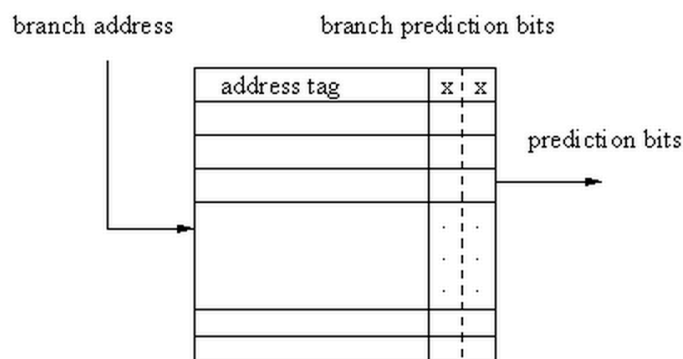 branch address
branch prediction bits
address tag
x
x
prediction bits